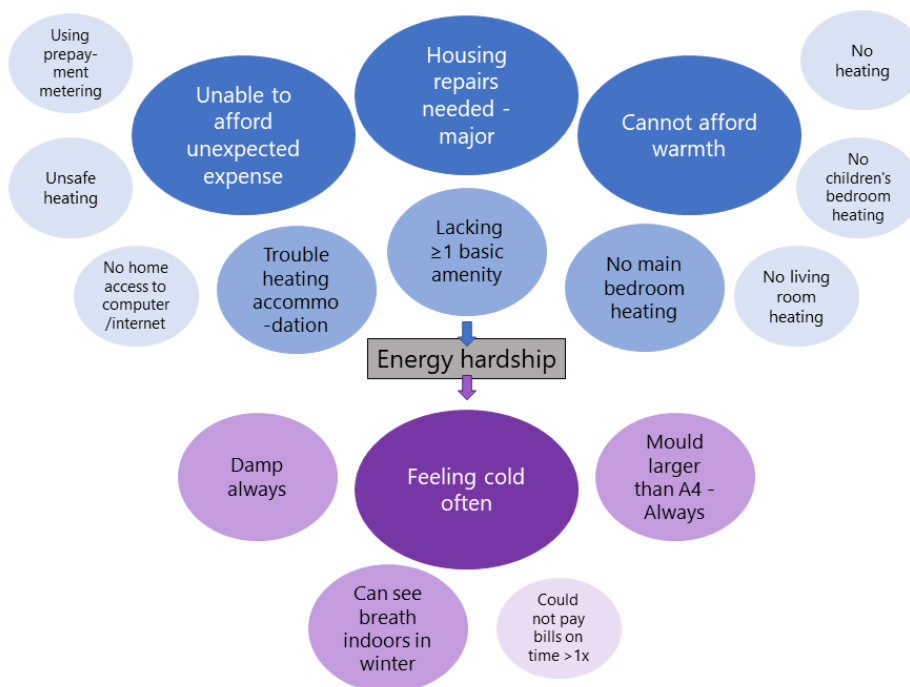 Using
prepay-
ment
metering
Unable to
afford
unexpected
expense
Housing
repairs
needed -
major
Cannot afford
warmth
No
heating
Unsafe
heating
No
children's
bedroom
heating
No home
access to
computer
/internet
Trouble
heating
accommo
-dation
Lacking
≥1 basic
amenity
No main
bedroom
heating
No living
room
heating
Energy hardship
Damp
always
Feeling cold
often
Mould
larger
than A4 -
Always
Can see
breath
indoors in
winter
Could
not pay
bills on
time >1x